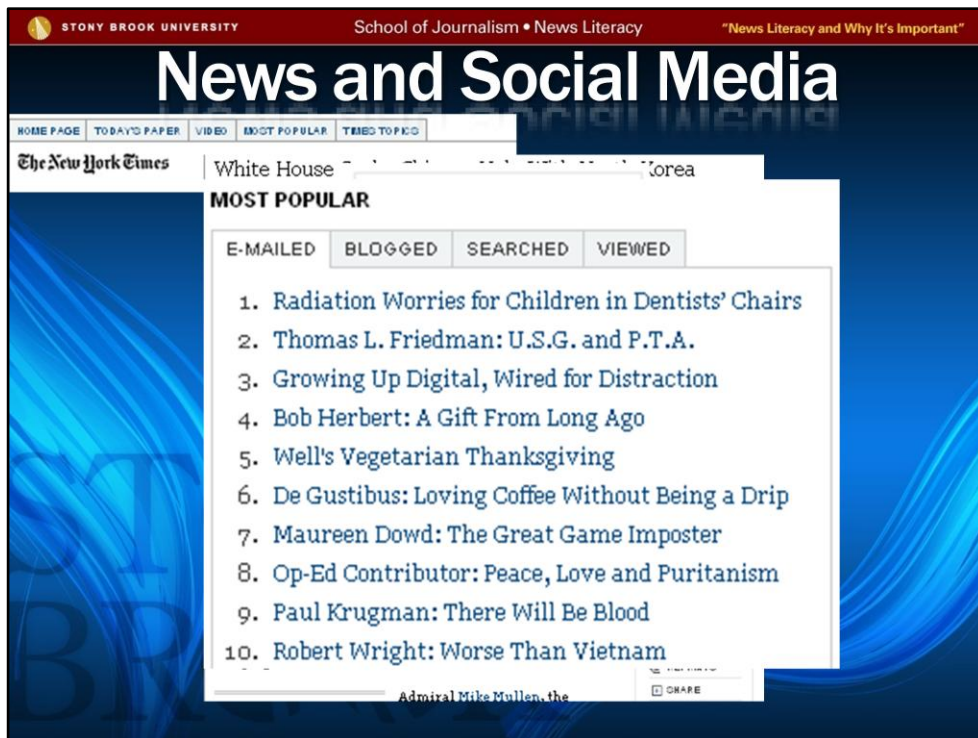 STONY BROOK UNIVERSITY
School of Journalism • News Literacy
“News Literacy and Why It’s Important”
News and Social Media
HOME PAGE
TODAY'S PAPER
VIDEO
MOST POPULAR
TIMES TOPICS
The New York Times
White House
MOST POPULAR
E-MAILED
BLOGGED
SEARCHED
VIEWED
1. Radiation Worries for Children in Dentists’ Chairs
2. Thomas L. Friedman: U.S.G. and P.T.A.
3. Growing Up Digital, Wired for Distraction
4. Bob Herbert: A Gift From Long Ago
5. Well's Vegetarian Thanksgiving
6. De Gustibus: Loving Coffee Without Being a Drip
7. Maureen Dowd: The Great Game Imposter
8. Op-Ed Contributor: Peace, Love and Puritanism
9. Paul Krugman: There Will Be Blood
10. Robert Wright: Worse Than Vietnam
Admiral Mike Mullen, the
SHARE